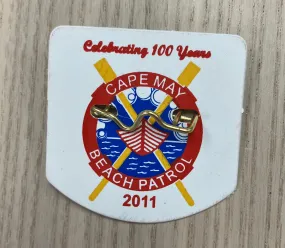 Celebrating 100 Years
CAPE MAY
BEACH PATROL
2011